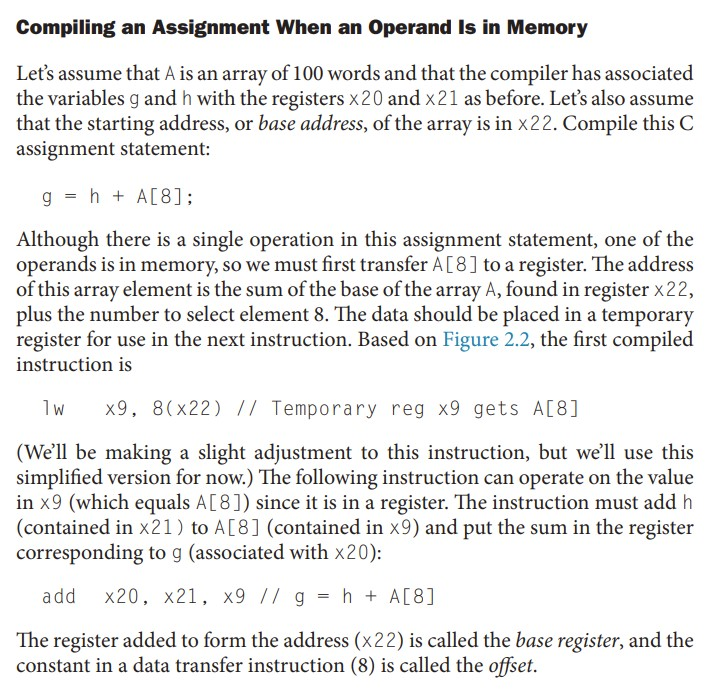 Compiling an Assignment When an Operand Is in Memory
Let's assume that A is an array of 100 words and that the compiler has associated
the variables g and h with the registers x20 and x21 as before. Let's also assume
that the starting address, or base address, of the array is in x22. Compile this C
assignment statement:
g = h + A[8];
Although there is a single operation in this assignment statement, one of the
operands is in memory, so we must first transfer A[8] to a register. The address
of this array element is the sum of the base of the array A, found in register x22,
plus the number to select element 8. The data should be placed in a temporary
register for use in the next instruction. Based on Figure 2.2, the first compiled
instruction is
lw x9, 8(x22) // Temporary reg x9 gets A[8]
(We'll be making a slight adjustment to this instruction, but we'll use this
simplified version for now.) The following instruction can operate on the value
in x9 (which equals A[8]) since it is in a register. The instruction must add h
(contained in x21) to A[8] (contained in x9) and put the sum in the register
corresponding to g (associated with x20):
add x20, x21, x9 // g = h + A[8]
The register added to form the address (x22) is called the base register, and the
constant in a data transfer instruction (8) is called the offset.